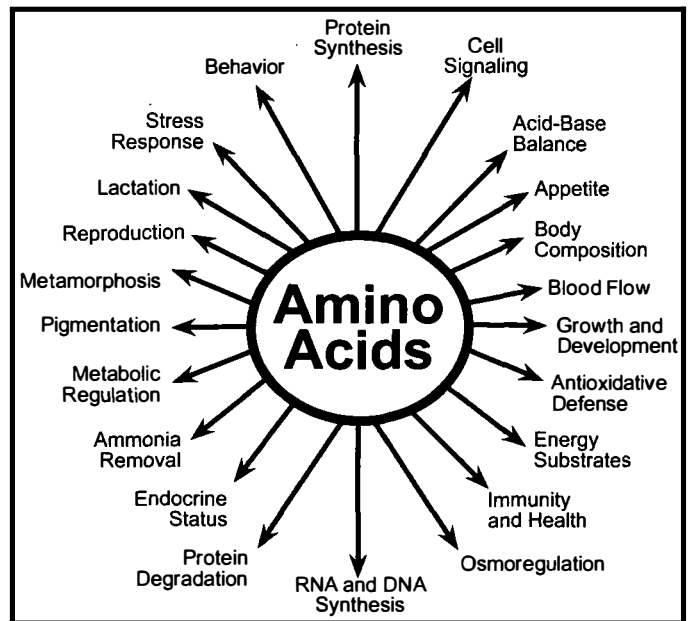 Protein
Synthesis
Cell
Signaling
Acid-Base
Balance
Appetite
Body
Composition
Blood Flow
Growth and
Development
Antioxidative
Defense
Energy
Substrates
Immunity
and Health
Osmoregulation
RNA and DNA
Synthesis
Protein
Degradation
Endocrine
Status
Ammonia
Removal
Metabolic
Regulation
Pigmentation
Metamorphosis
Reproduction
Lactation
Stress
Response
Behavior
Amino
Acids